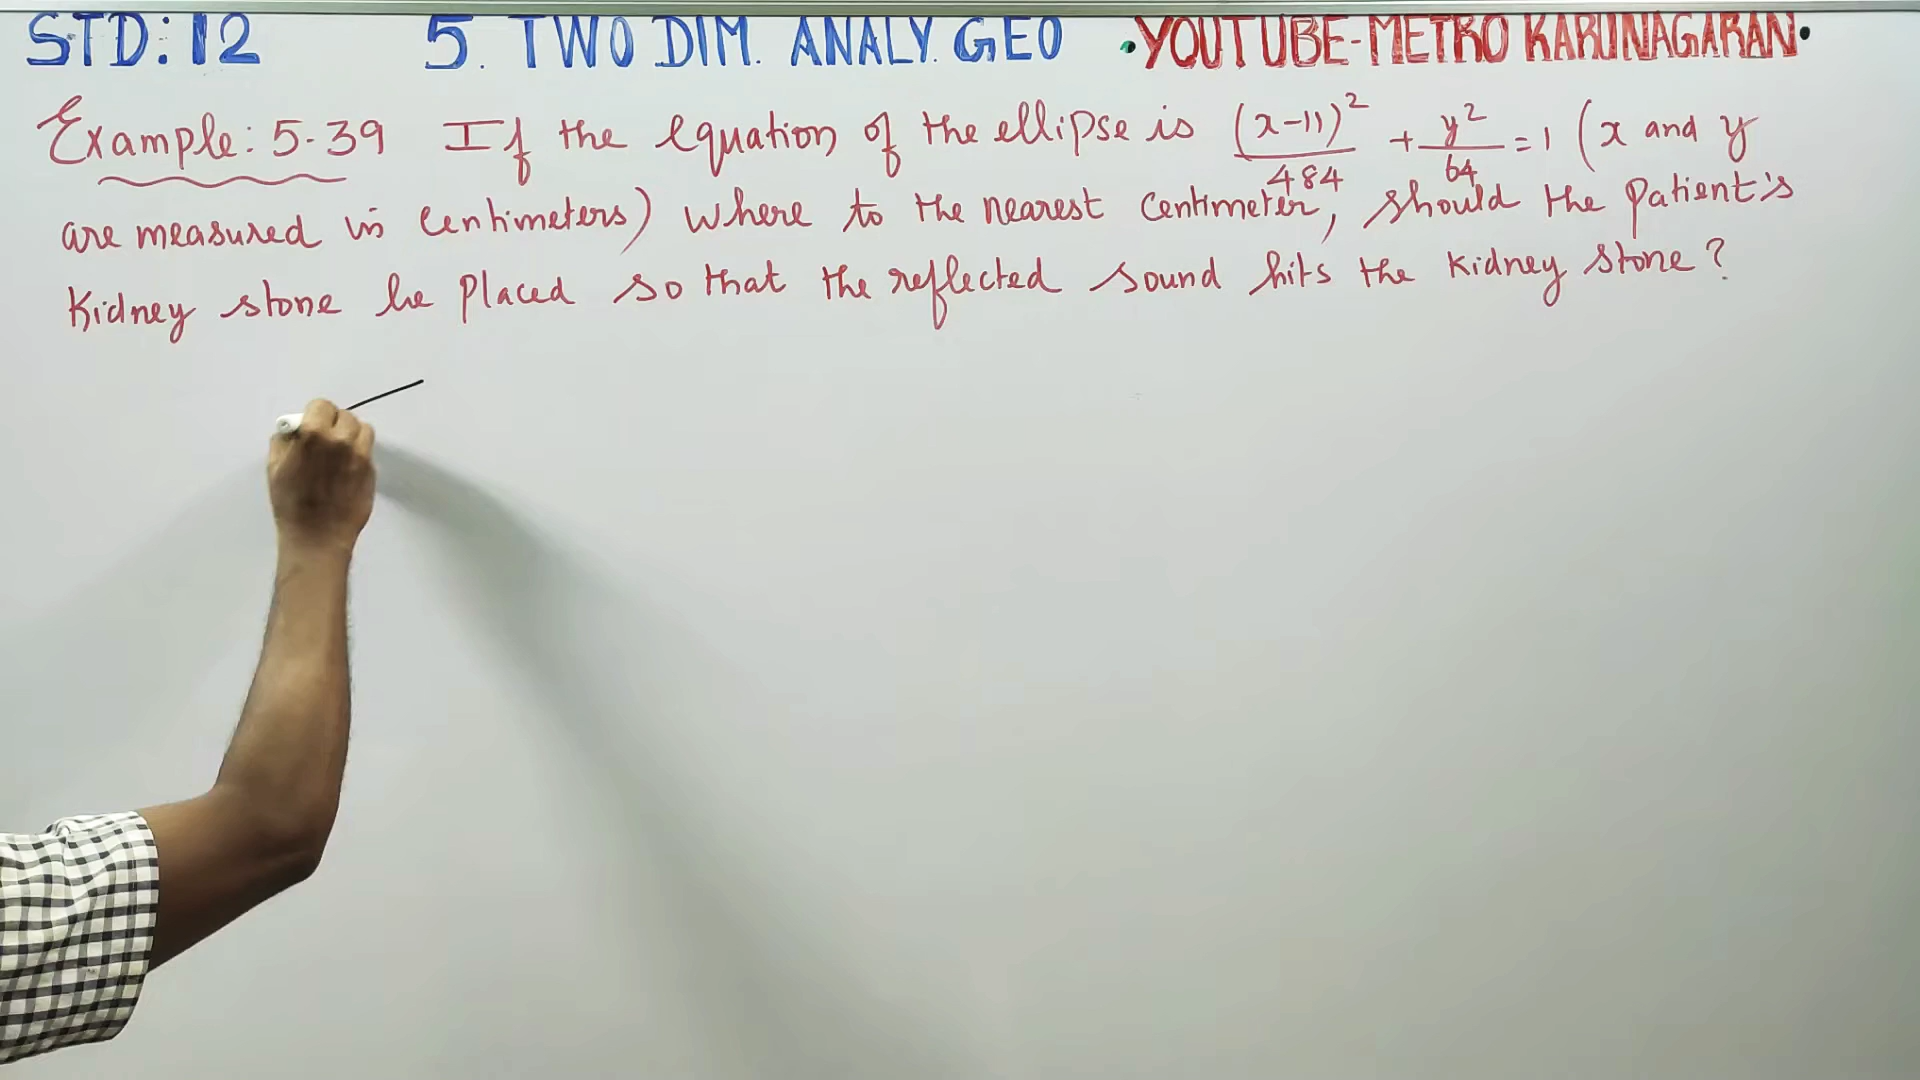 STD: 12 5. TWO DIM. ANALY. GEO •YOUTUBE-METRO KARUNAGARAN•
Example: 5.39 If the equation of the ellipse is (x-11)²/484 + y²/64 = 1 (x and y
are measured in centimeters) where to the nearest centimeter, should the patient's
kidney stone be placed so that the reflected sound hits the kidney stone?